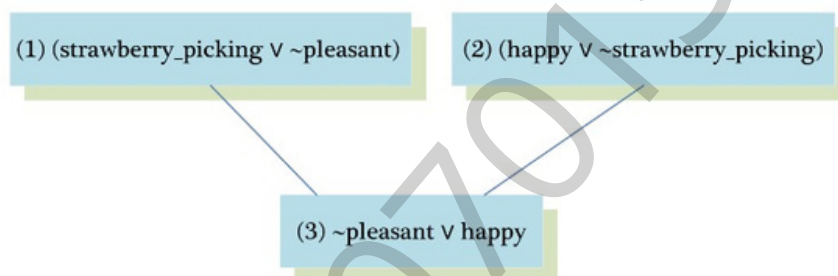 (1) (strawberry_picking ∨ ~pleasant)
(2) (happy ∨ ~strawberry_picking)
(3) ~pleasant ∨ happy